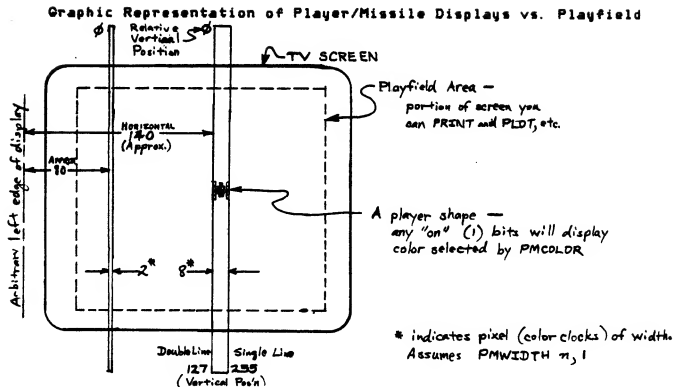 Graphic Representation of Player/Missile Displays vs. Playfield
Ø Relative Ø
Vertical
Position
TV SCREEN
Playfield Area —
portion of screen you
can PRINT and PLOT, etc.
HORIZONTAL
140
(Approx.)
APPROX
80
Arbitrary left edge of display
A player shape —
any "on" (1) bits will display
color selected by PMCOLOR
2* 8*
* indicates pixel (color clocks) of width.
Assumes PMWIDTH n, 1
Double Line Single Line
127 255
(Vertical Pos'n)